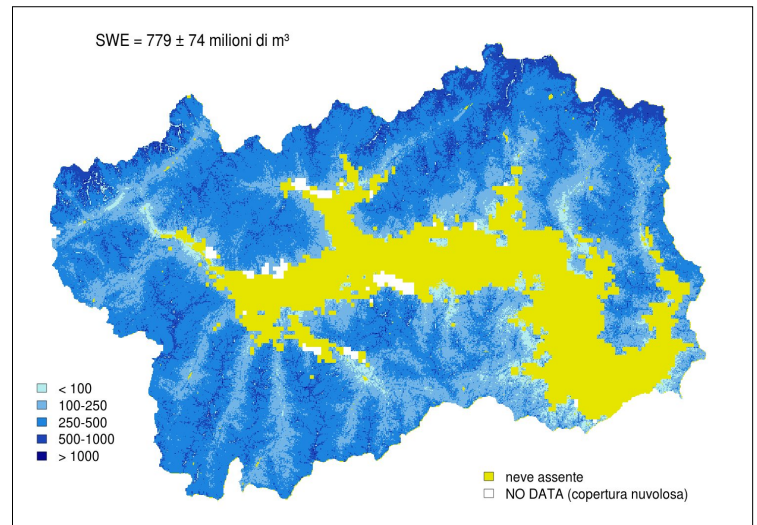 SWE = 779 ± 74 milioni di m³
< 100
100-250
250-500
500-1000
> 1000
neve assente
NO DATA (copertura nuvolosa)